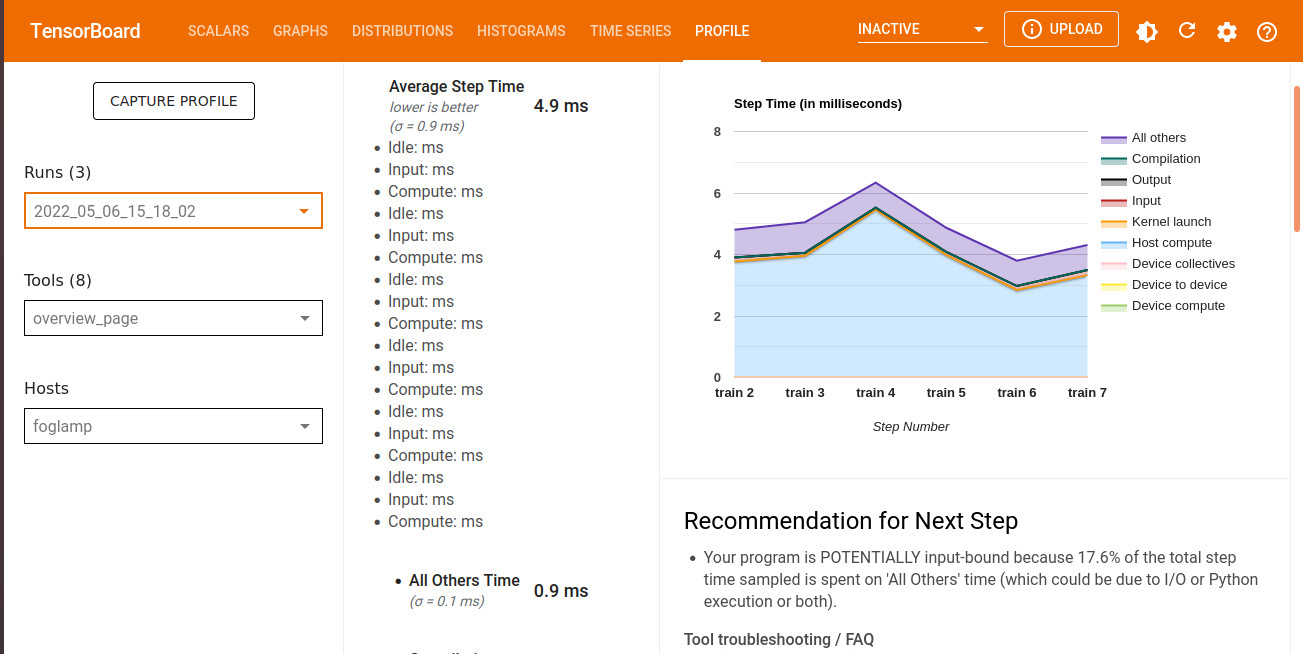 TensorBoard
SCALARS
GRAPHS
DISTRIBUTIONS
HISTOGRAMS
TIME SERIES
PROFILE
INACTIVE
UPLOAD
CAPTURE PROFILE
Runs (3)
2022_05_06_15_18_02
Tools (8)
overview_page
Hosts
foglamp
Average Step Time
lower is better
(σ = 0.9 ms)
4.9 ms
Idle: ms
Input: ms
Compute: ms
Idle: ms
Input: ms
Compute: ms
Idle: ms
Input: ms
Compute: ms
Idle: ms
Input: ms
Compute: ms
Idle: ms
Input: ms
Compute: ms
Idle: ms
Input: ms
Compute: ms
All Others Time
(σ = 0.1 ms)
0.9 ms
Step Time (in milliseconds)
8
6
4
2
0
train 2
train 3
train 4
train 5
train 6
train 7
Step Number
All others
Compilation
Output
Input
Kernel launch
Host compute
Device collectives
Device to device
Device compute
Recommendation for Next Step
Your program is POTENTIALLY input-bound because 17.6% of the total step
time sampled is spent on 'All Others' time (which could be due to I/O or Python
execution or both).
Tool troubleshooting / FAQ